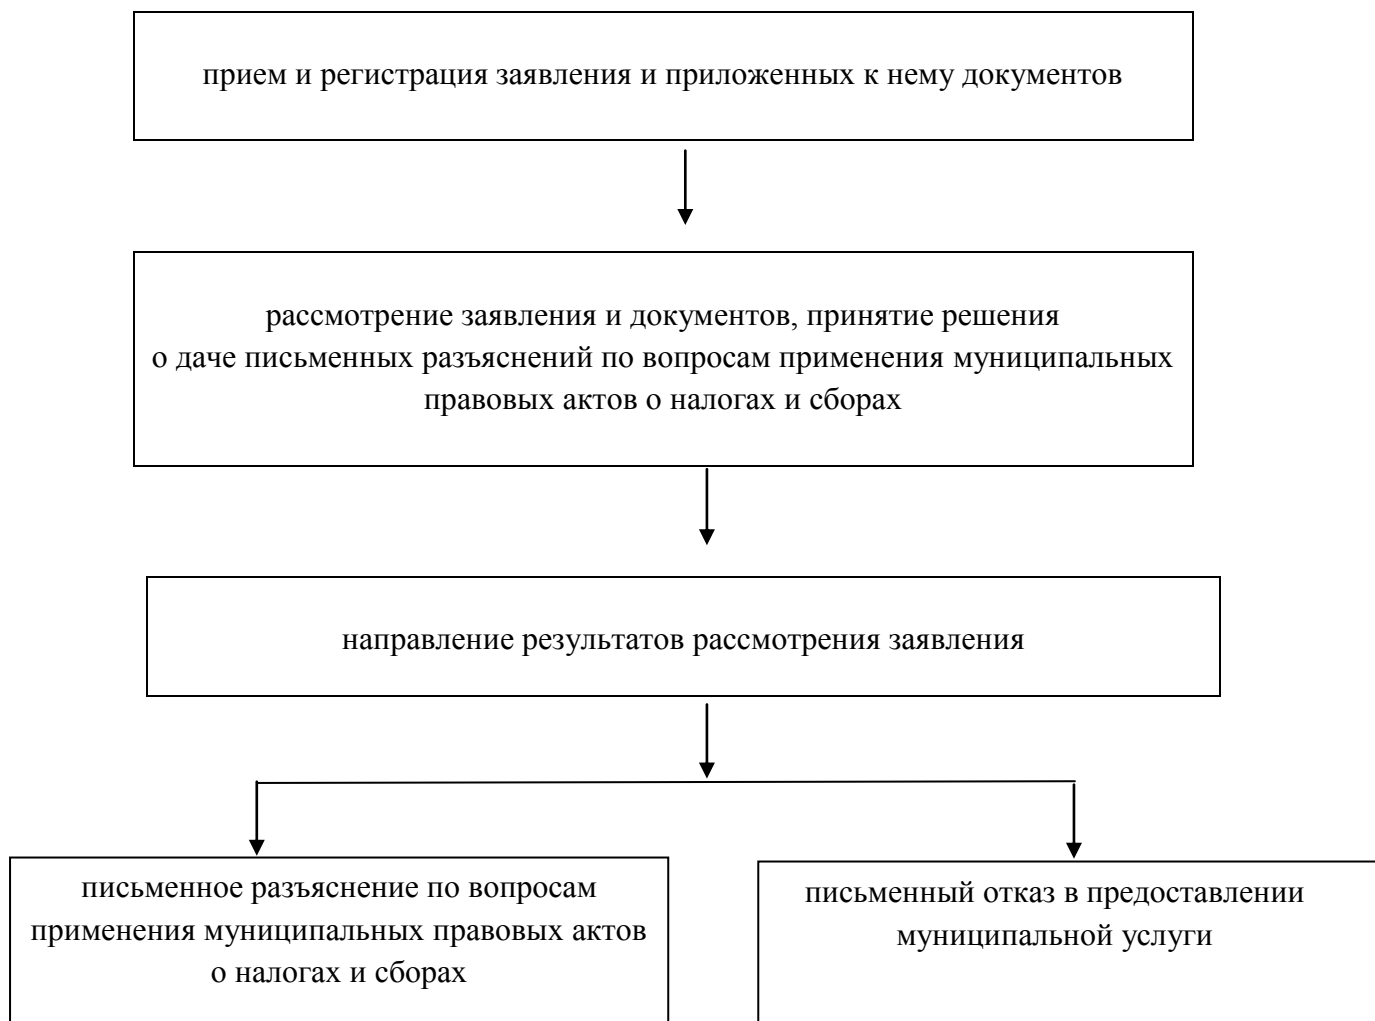 прием и регистрация заявления и приложенных к нему документов
рассмотрение заявления и документов, принятие решения
о даче письменных разъяснений по вопросам применения муниципальных
правовых актов о налогах и сборах
направление результатов рассмотрения заявления
письменное разъяснение по вопросам
применения муниципальных правовых актов
о налогах и сборах
письменный отказ в предоставлении
муниципальной услуги